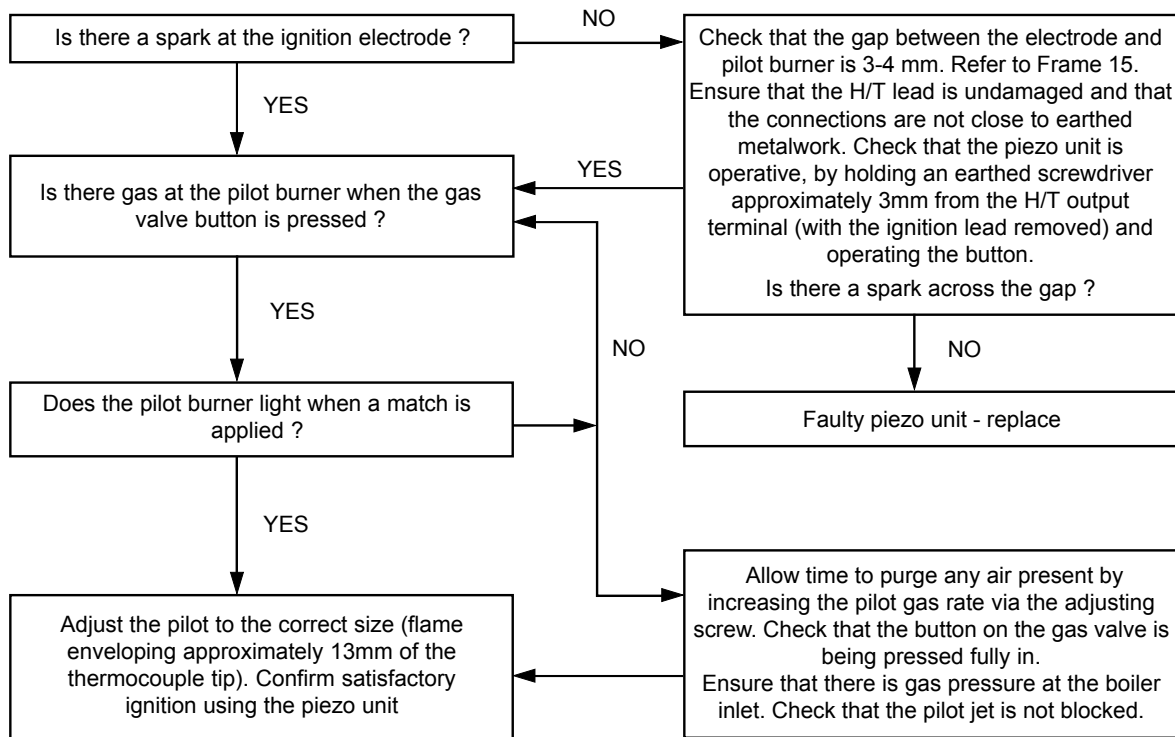 Is there a spark at the ignition electrode ?
NO
Check that the gap between the electrode and
pilot burner is 3-4 mm. Refer to Frame 15.
Ensure that the H/T lead is undamaged and that
the connections are not close to earthed
metalwork. Check that the piezo unit is
operative, by holding an earthed screwdriver
approximately 3mm from the H/T output
terminal (with the ignition lead removed) and
operating the button.
Is there a spark across the gap ?
YES
YES
Is there gas at the pilot burner when the gas
valve button is pressed ?
YES
NO
NO
Faulty piezo unit - replace
Does the pilot burner light when a match is
applied ?
YES
Adjust the pilot to the correct size (flame
enveloping approximately 13mm of the
thermocouple tip). Confirm satisfactory
ignition using the piezo unit
Allow time to purge any air present by
increasing the pilot gas rate via the adjusting
screw. Check that the button on the gas valve is
being pressed fully in.
Ensure that there is gas pressure at the boiler
inlet. Check that the pilot jet is not blocked.